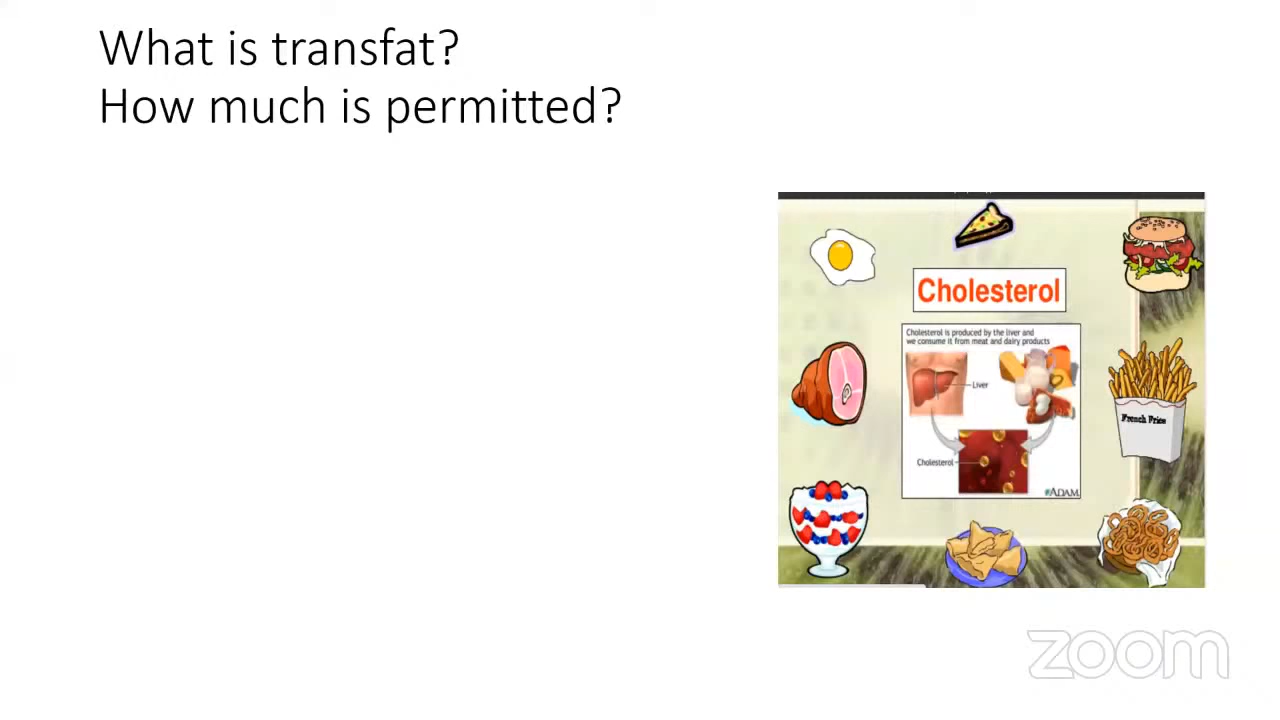 What is transfat?
How much is permitted?
Cholesterol
Cholesterol is produced by the liver and
we consume it from meat and dairy products
Liver
French Fries
Cholesterol
ADAM
zoom